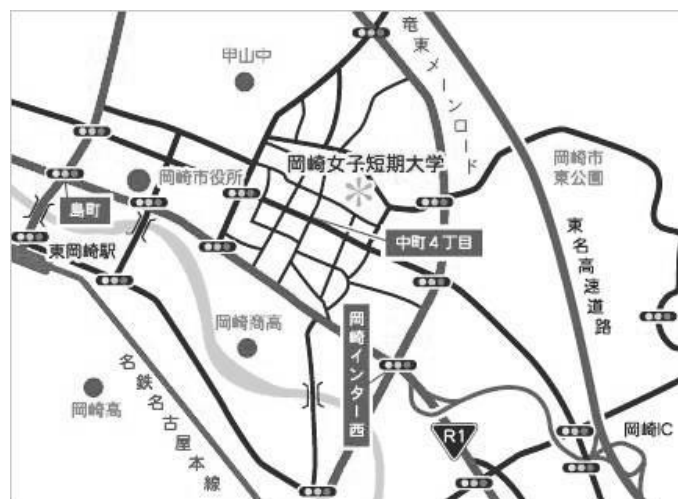 甲山中
竜東メーンロード
岡崎女子短期大学
岡崎市
東公園
岡崎市役所
島町
東岡崎駅
中町4丁目
東名高速道路
岡崎商高
岡崎インター西
岡崎高
名鉄名古屋本線
R1
岡崎IC